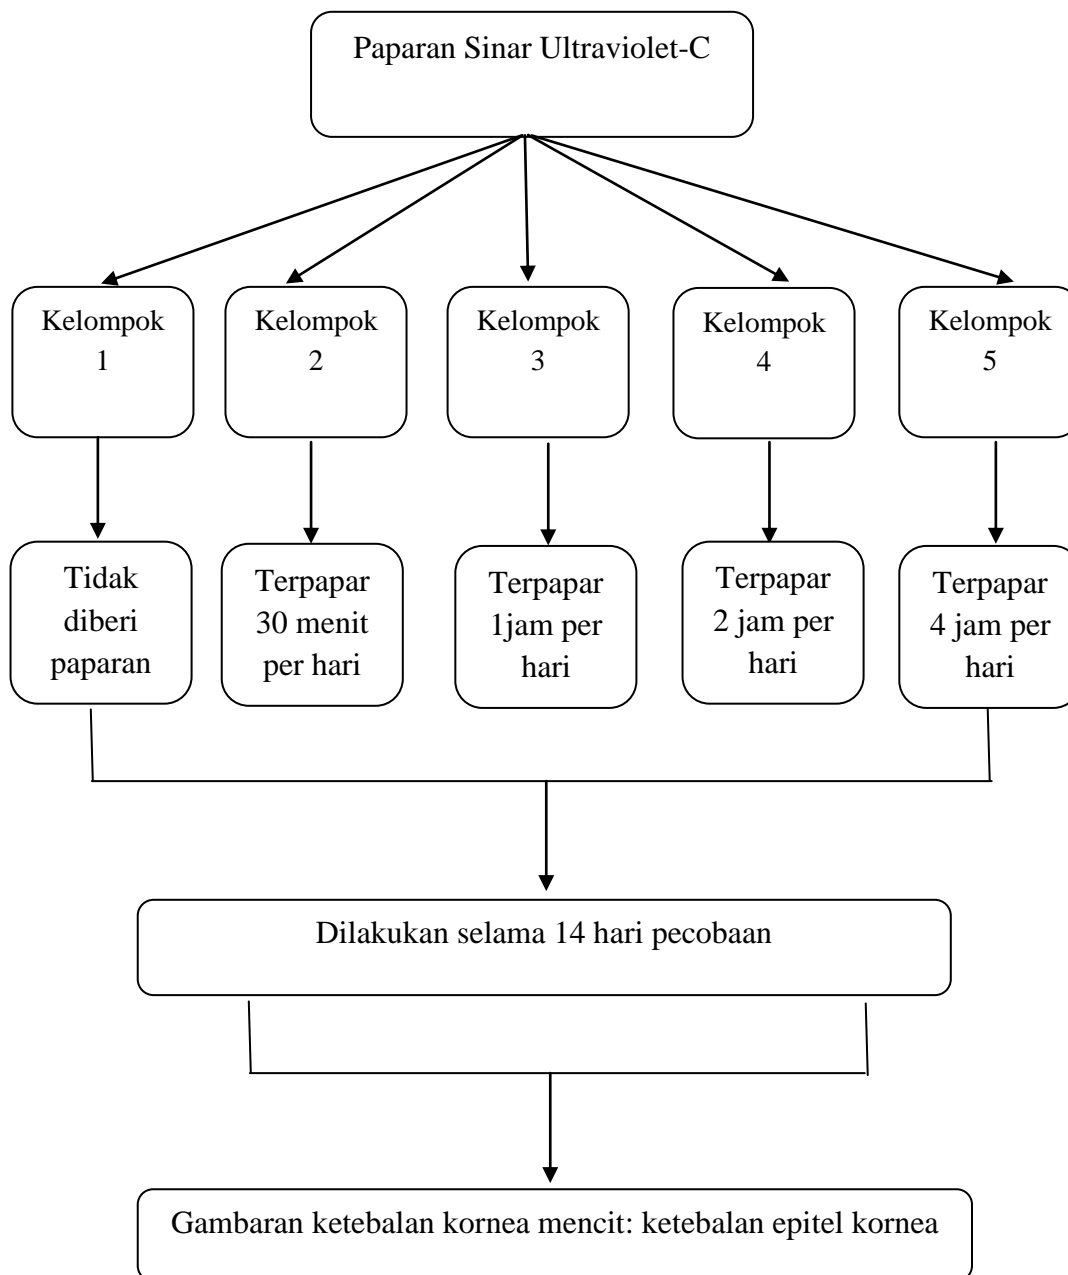 Paparan Sinar Ultraviolet-C
Kelompok
1
Kelompok
2
Kelompok
3
Kelompok
4
Kelompok
5
Tidak
diberi
paparan
Terpapar
30 menit
per hari
Terpapar
1jam per
hari
Terpapar
2 jam per
hari
Terpapar
4 jam per
hari
Dilakukan selama 14 hari pecobaan
Gambaran ketebalan kornea mencit: ketebalan epitel kornea